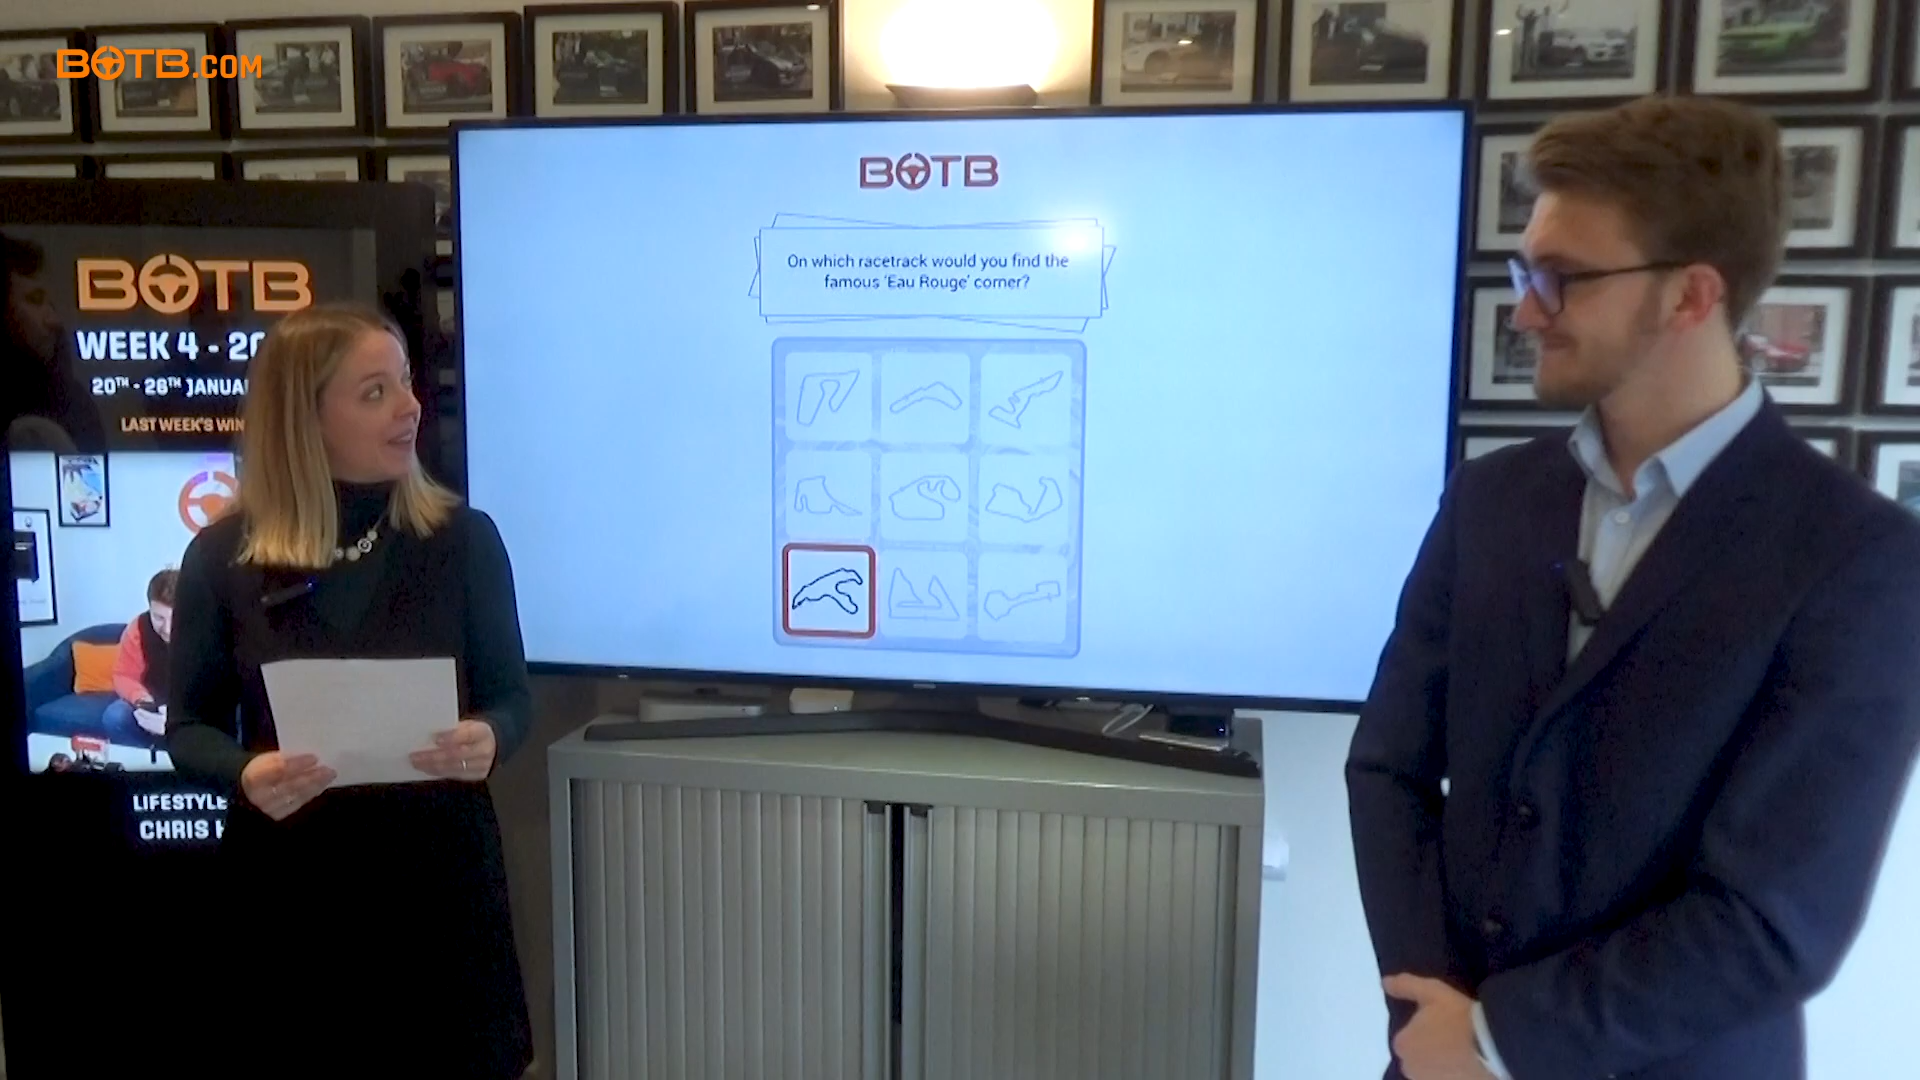 BOTB.COM
BOTB
On which racetrack would you find the
famous 'Eau Rouge' corner?
BOTB
WEEK 4 - 20
20TH - 26TH JANUA
LAST WEEK'S WIN
LIFESTYLE
CHRIS H